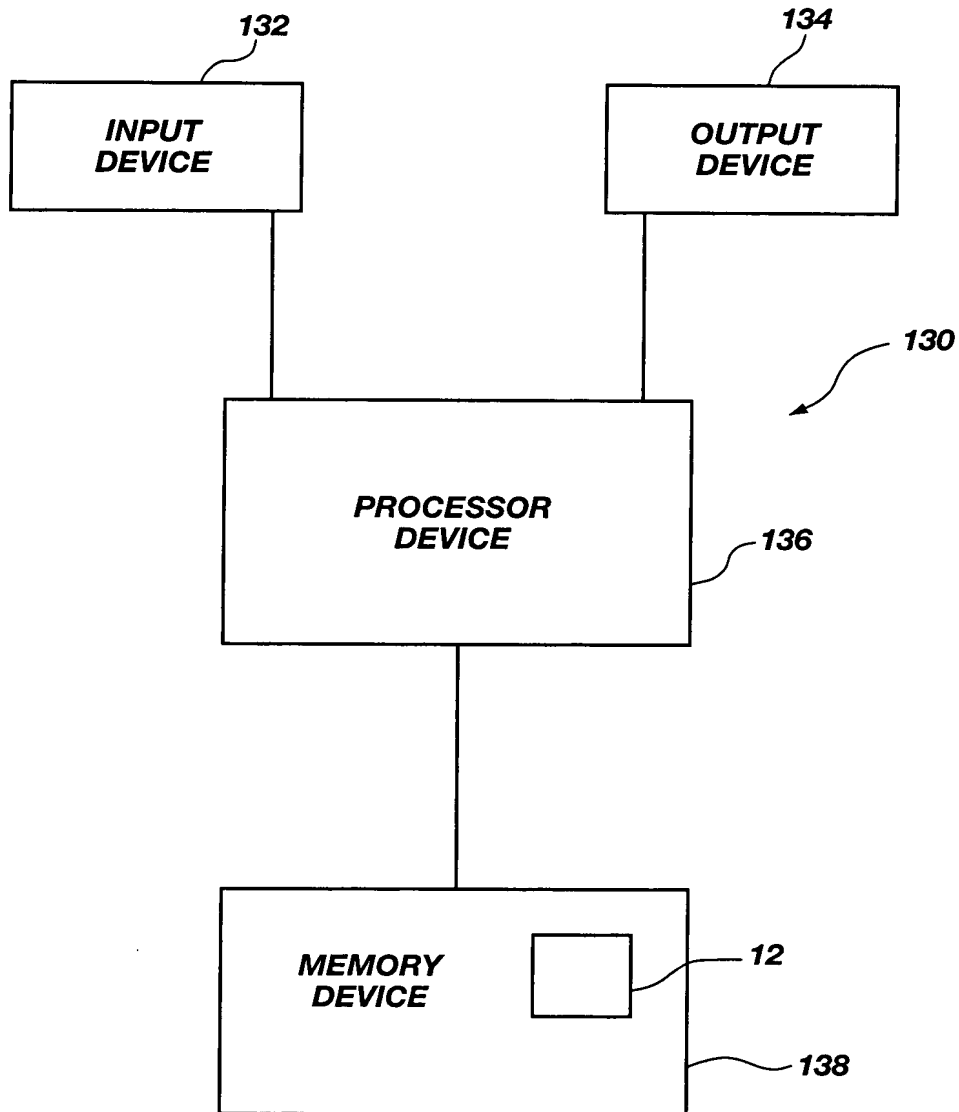 132
134
INPUT
DEVICE
OUTPUT
DEVICE
130
PROCESSOR
DEVICE
136
MEMORY
DEVICE
12
138